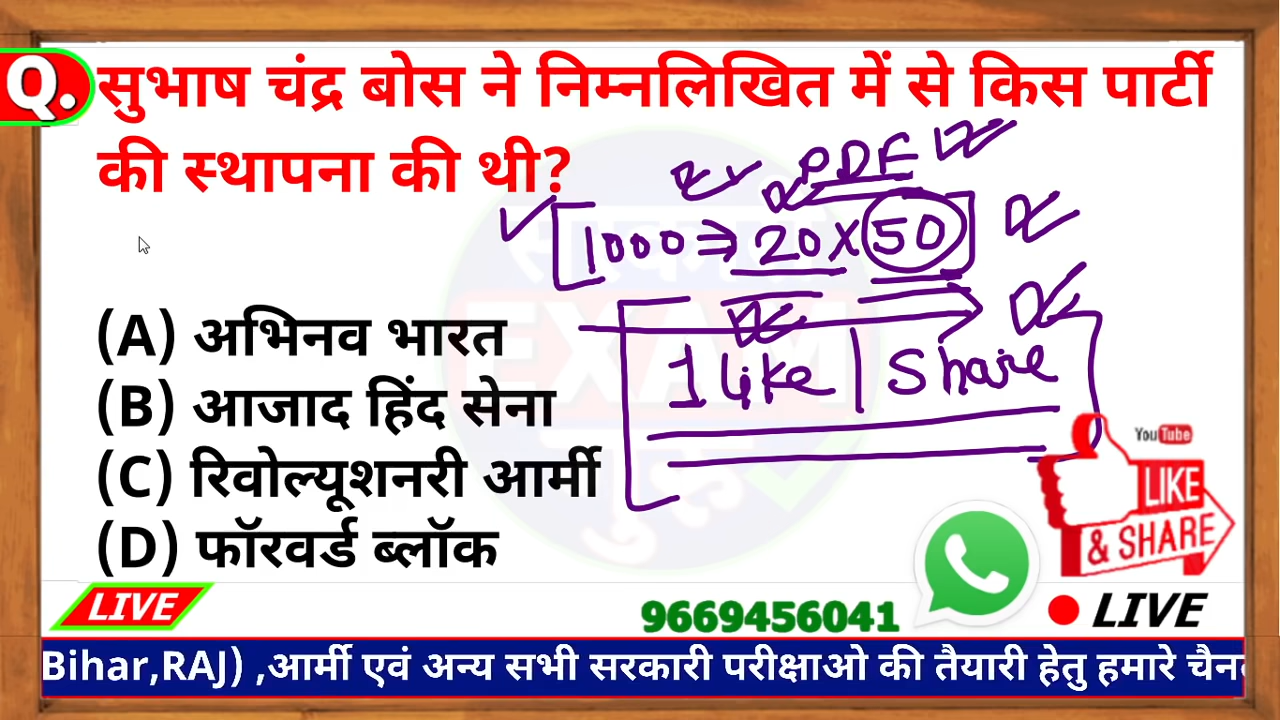 Q.
सुभाष चंद्र बोस ने निम्नलिखित में से किस पार्टी
की स्थापना की थी?
PDF
1000 ⇒ 20 X 50
(A) अभिनव भारत
(B) आजाद हिंद सेना
(C) रिवोल्यूशनरी आर्मी
(D) फॉरवर्ड ब्लॉक
1 Like | Share
EXAM
YouTube
LIKE
& SHARE
LIVE
9669456041
LIVE
Bihar,RAJ) ,आर्मी एवं अन्य सभी सरकारी परीक्षाओ की तैयारी हेतु हमारे